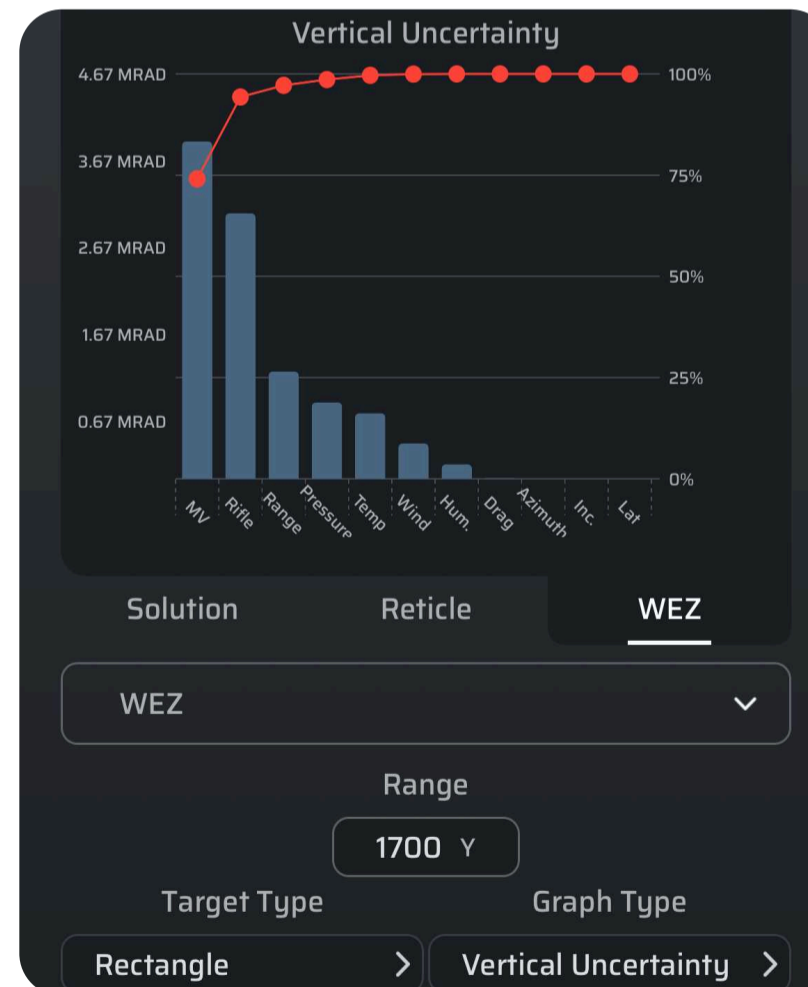 Vertical Uncertainty
4.67 MRAD
100%
3.67 MRAD
75%
2.67 MRAD
50%
1.67 MRAD
25%
0.67 MRAD
0%
MV
Rifle
Range
Pressure
Temp
Wind
Hum.
Drag
Azimuth
Inc.
Lat
Solution Reticle WEZ
WEZ
Range
1700 Y
Target Type Graph Type
Rectangle Vertical Uncertainty